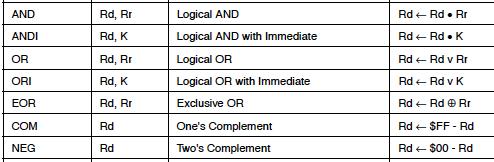 AND Rd, Rr Logical AND Rd ← Rd • Rr
ANDI Rd, K Logical AND with Immediate Rd ← Rd • K
OR Rd, Rr Logical OR Rd ← Rd v Rr
ORI Rd, K Logical OR with Immediate Rd ← Rd v K
EOR Rd, Rr Exclusive OR Rd ← Rd ⊕ Rr
COM Rd One's Complement Rd ← $FF - Rd
NEG Rd Two's Complement Rd ← $00 - Rd